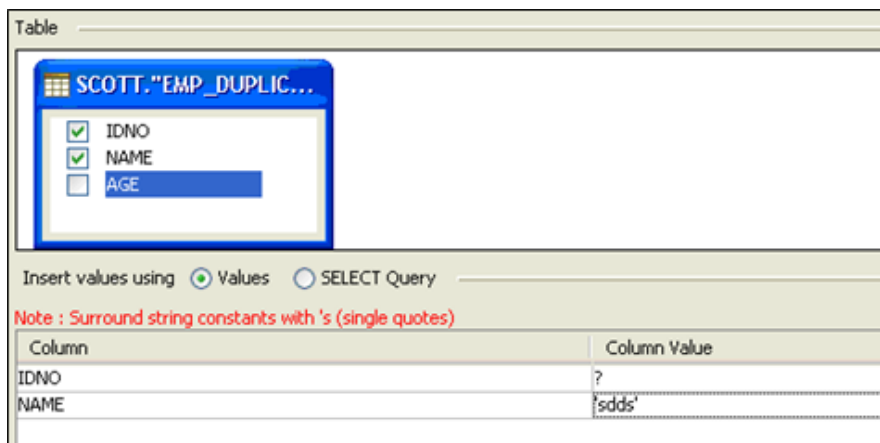 Table
SCOTT."EMP_DUPLIC...
IDNO
NAME
AGE
Insert values using Values SELECT Query
Note : Surround string constants with 's (single quotes)
Column Column Value
IDNO ?
NAME 'sdds'